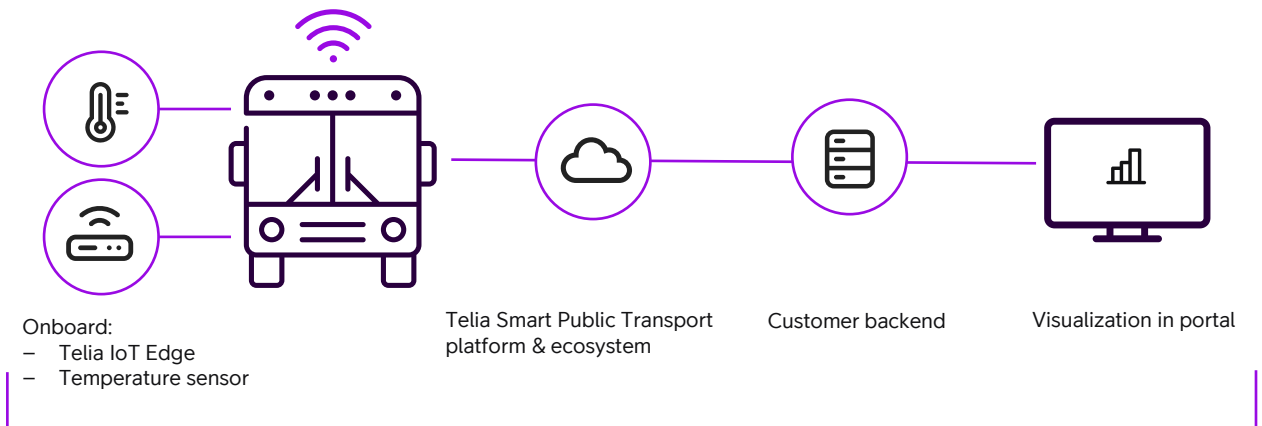 Onboard:
– Telia IoT Edge
– Temperature sensor
Telia Smart Public Transport
platform & ecosystem
Customer backend
Visualization in portal